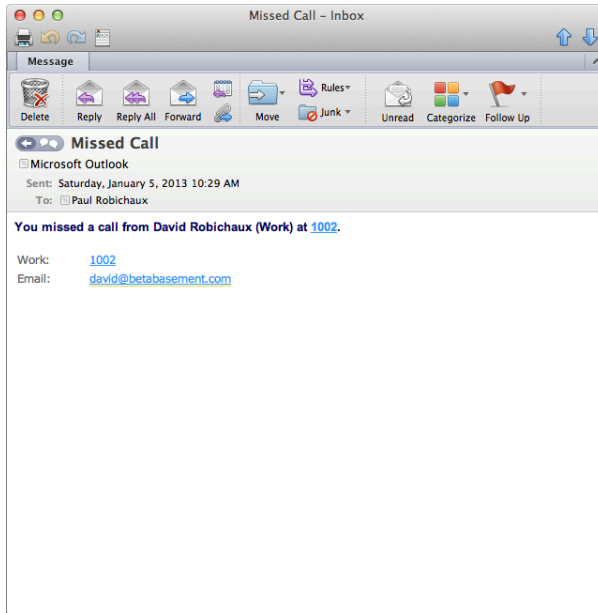 Missed Call – Inbox
Message
Delete
Reply
Reply All
Forward
Move
Rules
Junk
Unread
Categorize
Follow Up
Missed Call
Microsoft Outlook
Sent: Saturday, January 5, 2013 10:29 AM
To: Paul Robichaux
You missed a call from David Robichaux (Work) at 1002.
Work: 1002
Email: david@betabasement.com